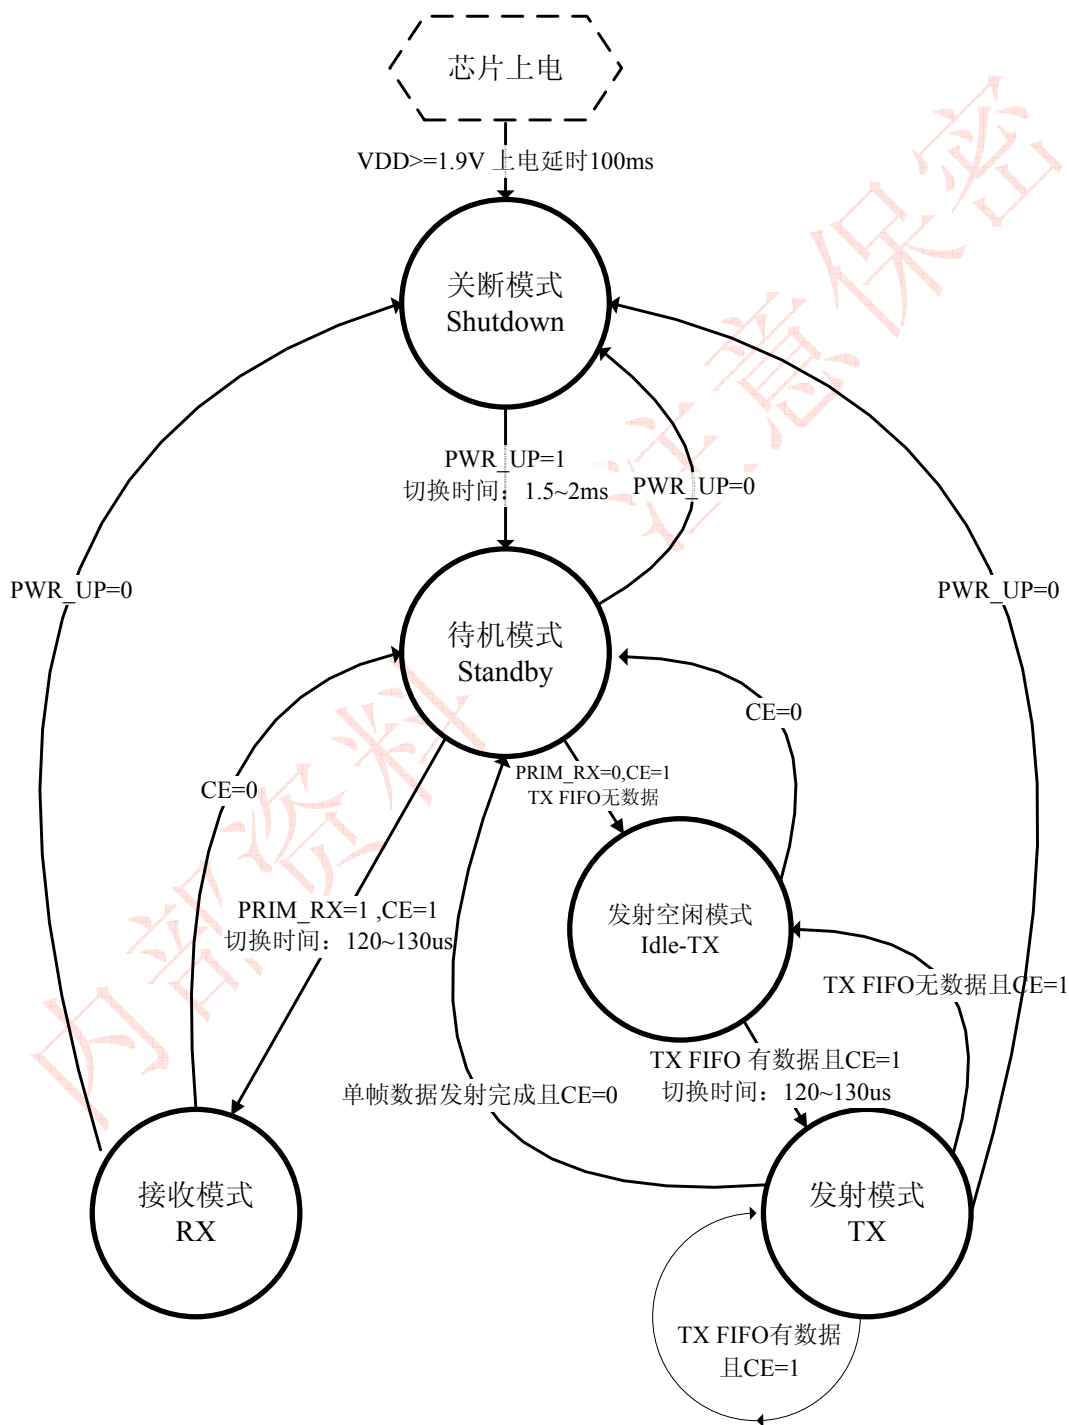 芯片上电
VDD>=1.9V 上电延时100ms
关断模式
Shutdown
PWR_UP=1
切换时间：1.5~2ms
PWR_UP=0
PWR_UP=0
PWR_UP=0
待机模式
Standby
CE=0
CE=0
PRIM_RX=0,CE=1
TX FIFO无数据
PRIM_RX=1 ,CE=1
切换时间：120~130us
发射空闲模式
Idle-TX
TX FIFO无数据且CE=1
TX FIFO 有数据且CE=1
切换时间：120~130us
单帧数据发射完成且CE=0
接收模式
RX
发射模式
TX
TX FIFO有数据
且CE=1
内部资料
注意保密